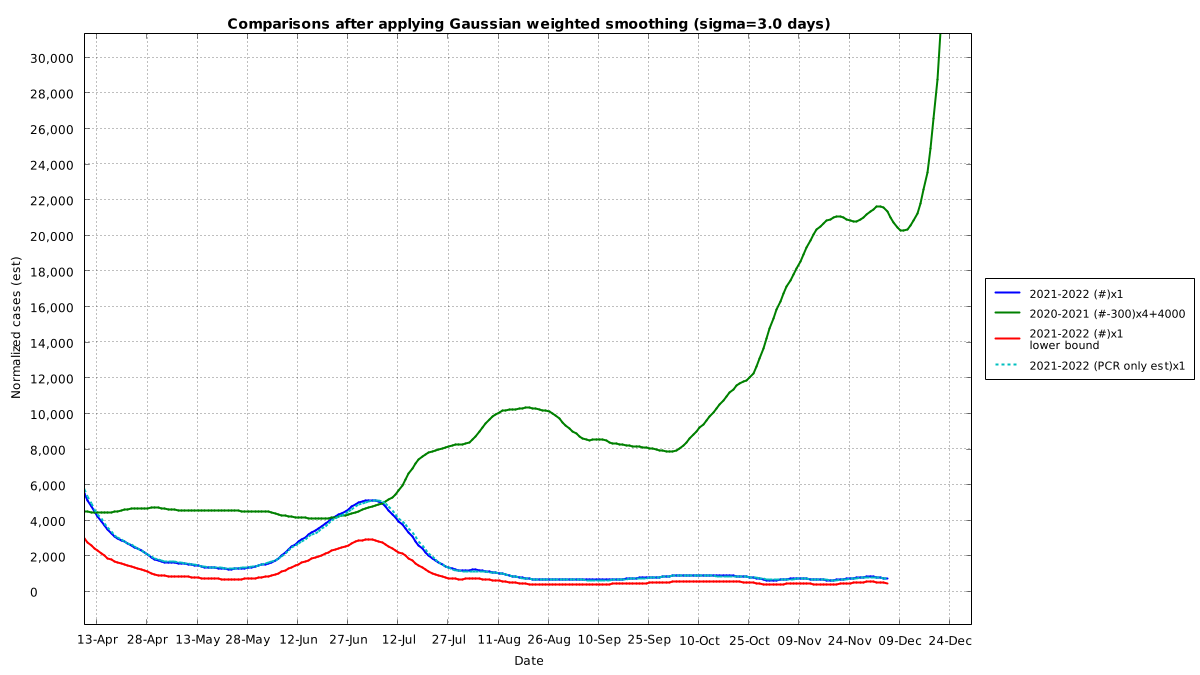 Comparisons after applying Gaussian weighted smoothing (sigma=3.0 days)
30,000
28,000
26,000
24,000
22,000
20,000
18,000
16,000
14,000
12,000
10,000
8,000
6,000
4,000
2,000
0
Normalized cases (est)
13-Apr 28-Apr 13-May 28-May 12-Jun 27-Jun 12-Jul 27-Jul 11-Aug 26-Aug 10-Sep 25-Sep 10-Oct 25-Oct 09-Nov 24-Nov 09-Dec 24-Dec
Date
2021-2022 (#)x1
2020-2021 (#-300)x4+4000
2021-2022 (#)x1
lower bound
2021-2022 (PCR only est)x1